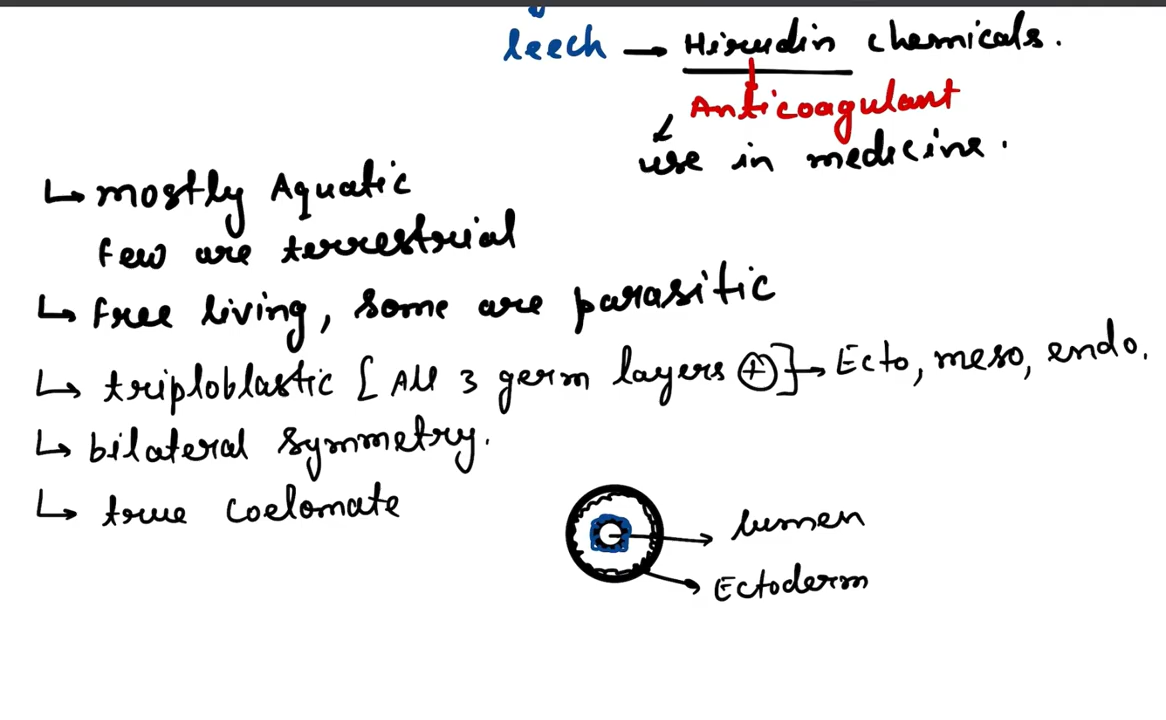 leech → Hirudin chemicals.
Anticoagulant
use in medicine.
↳ mostly Aquatic
few are terrestrial
↳ free living, some are parasitic
↳ triploblastic [All 3 germ layers ⊕] → Ecto, meso, endo.
↳ bilateral symmetry.
↳ true coelomate
lumen
Ectoderm